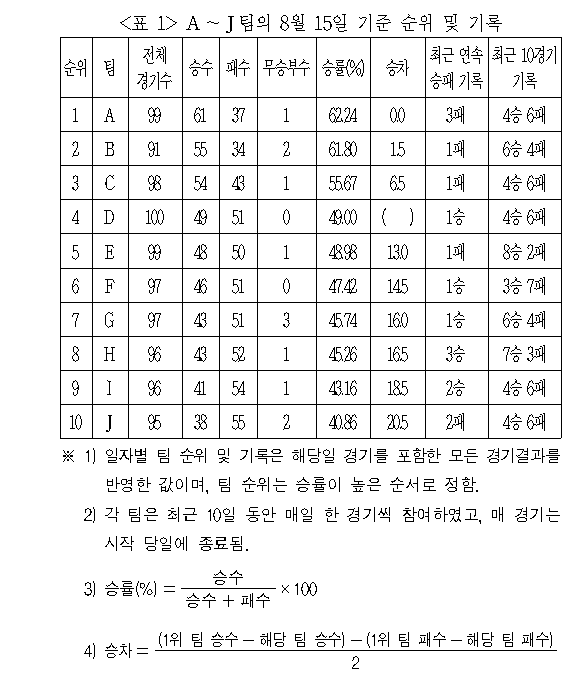 <표 1> A ~ J팀의 8월 15일 기준 순위 및 기록
순위 팀 전체 경기수 승수 패수 무승부수 승률(%) 승차 최근 연속 승패 기록 최근 10경기 기록
1 A 99 61 37 1 62.24 0.0 3패 4승 6패
2 B 91 55 34 2 61.80 1.5 1패 6승 4패
3 C 98 54 43 1 55.67 6.5 1패 4승 6패
4 D 100 49 51 0 49.00 ( ) 1승 4승 6패
5 E 99 48 50 1 48.98 13.0 1패 8승 2패
6 F 97 46 51 0 47.42 14.5 1승 3승 7패
7 G 97 43 51 3 45.74 16.0 1승 6승 4패
8 H 96 43 52 1 45.26 16.5 3승 7승 3패
9 I 96 41 54 1 43.16 18.5 2승 4승 6패
10 J 95 38 55 2 40.86 20.5 2패 4승 6패
※ 1) 일자별 팀 순위 및 기록은 해당일 경기를 포함한 모든 경기결과를
반영한 값이며, 팀 순위는 승률이 높은 순서로 정함.
2) 각 팀은 최근 10일 동안 매일 한 경기씩 참여하였고, 매 경기는
시작 당일에 종료됨.
3) 승률(%) = 승수 / (승수 + 패수) × 100
4) 승차 = (1위 팀 승수 - 해당 팀 승수) - (1위 팀 패수 - 해당 팀 패수) / 2